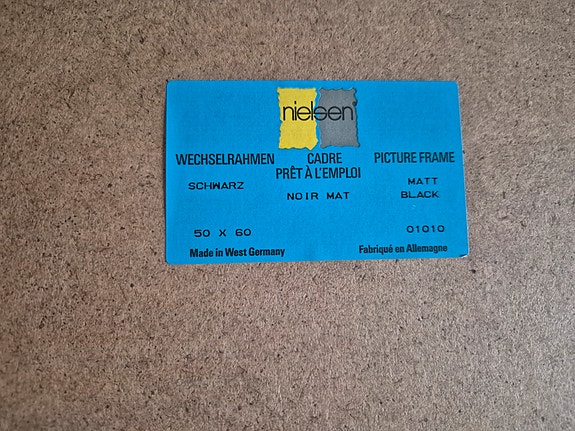 nielsen
WECHSELRAHMEN CADRE PICTURE FRAME
PRÊT À L'EMPLOI
SCHWARZ NOIR MAT MATT
BLACK
50 X 60 01010
Made in West Germany Fabriqué en Allemagne